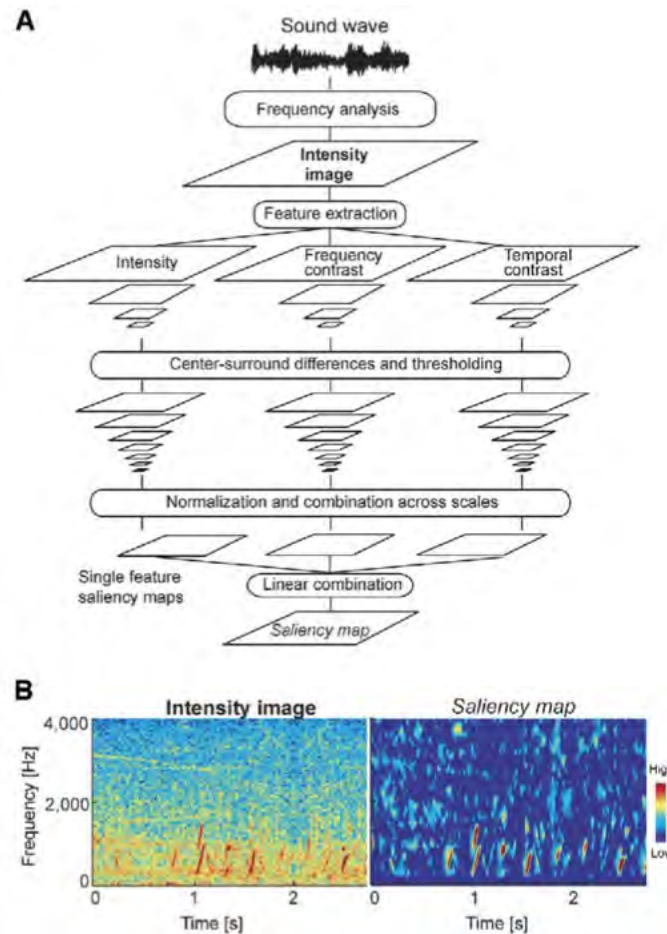 A
Sound wave
Frequency analysis
Intensity
image
Feature extraction
Intensity
Frequency
contrast
Temporal
contrast
Center-surround differences and thresholding
Normalization and combination across scales
Single feature
saliency maps
Linear combination
Saliency map
B
Intensity image
Saliency map
Frequency [Hz]
4,000
2,000
0
0 1 2
Time [s]
1 2
Time [s]
Hig
Low